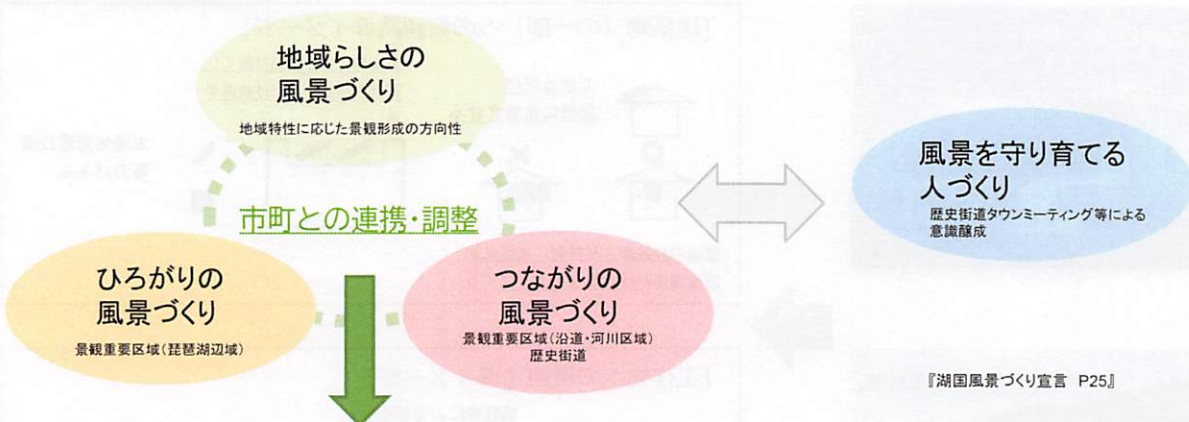 地域らしさの
風景づくり
地域特性に応じた景観形成の方向性
市町との連携・調整
ひろがりの
風景づくり
景観重要区域(琵琶湖辺域)
つながりの
風景づくり
景観重要区域(沿道・河川区域)
歴史街道
風景を守り育てる
人づくり
歴史街道タウンミーティング等による
意識醸成
『湖国風景づくり宣言 P25』